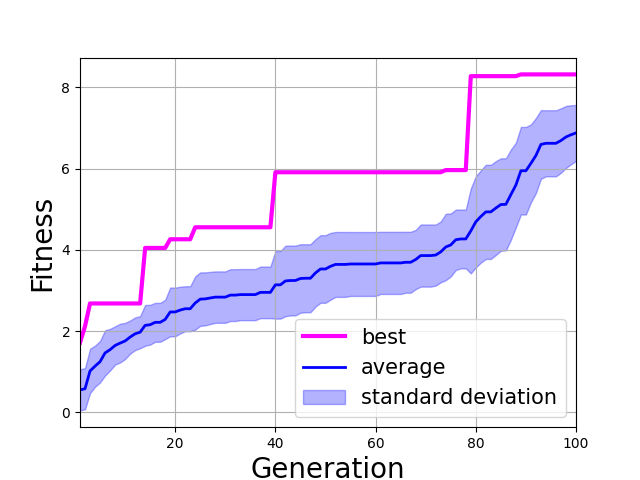 8
6
4
2
0
Fitness
best
average
standard deviation
20 40 60 80 100
Generation